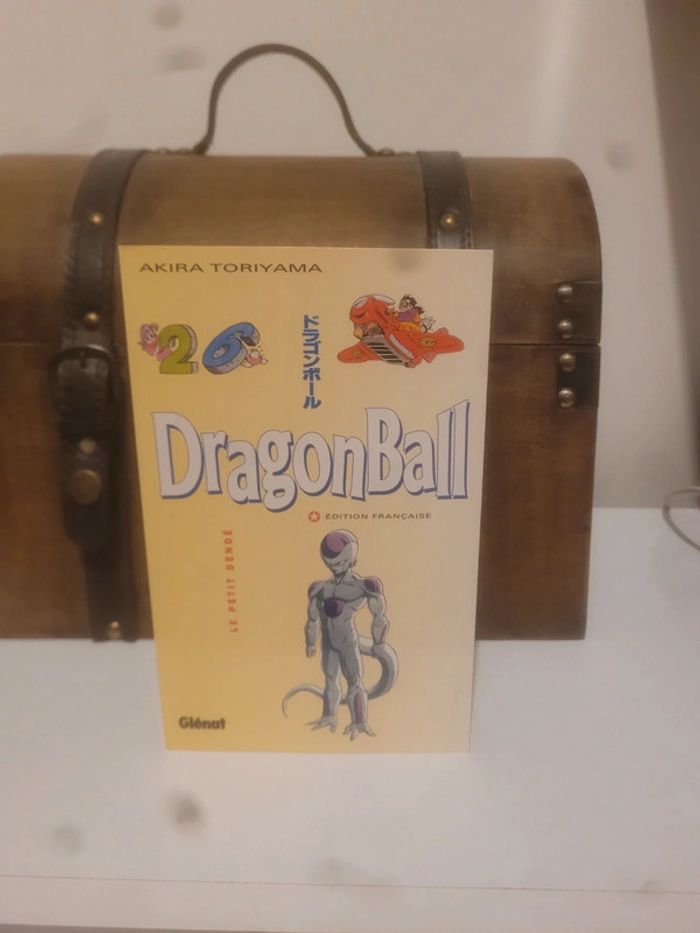 AKIRA TORIYAMA
26
ドラゴンボール
DragonBall
ÉDITION FRANÇAISE
LE PETIT DENDÉ
Glénat